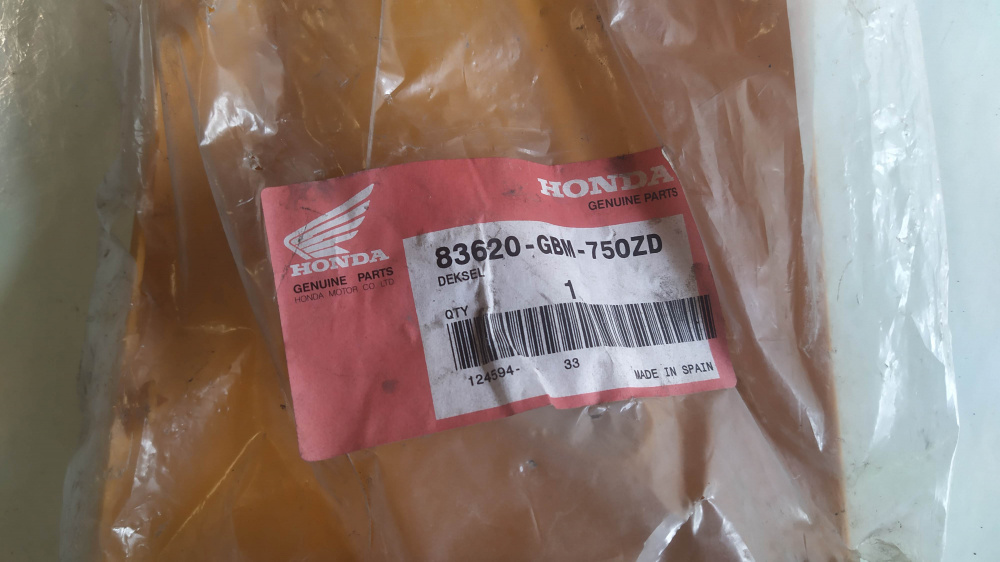 HONDA
GENUINE PARTS
HONDA
GENUINE PARTS
HONDA MOTOR CO., LTD.
83620-GBM-750ZD
DEKSEL
1
QTY
124594- 33
MADE IN SPAIN